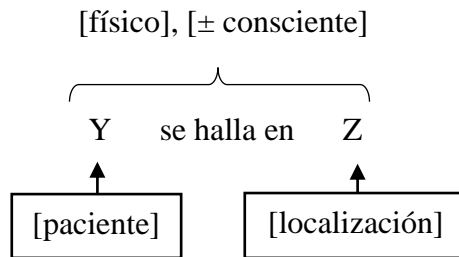 [físico], [± consciente]
Y se halla en Z
[paciente] [localización]